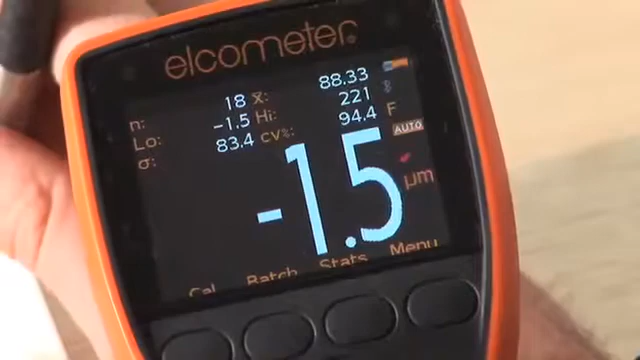 elcometer®
n: 18 x̄: 88.33
Lo: -1.5 Hi: 221
σ: 83.4 CV%: 94.4
F
AUTO
-1.5 µm
Cal Batch Stats Menu